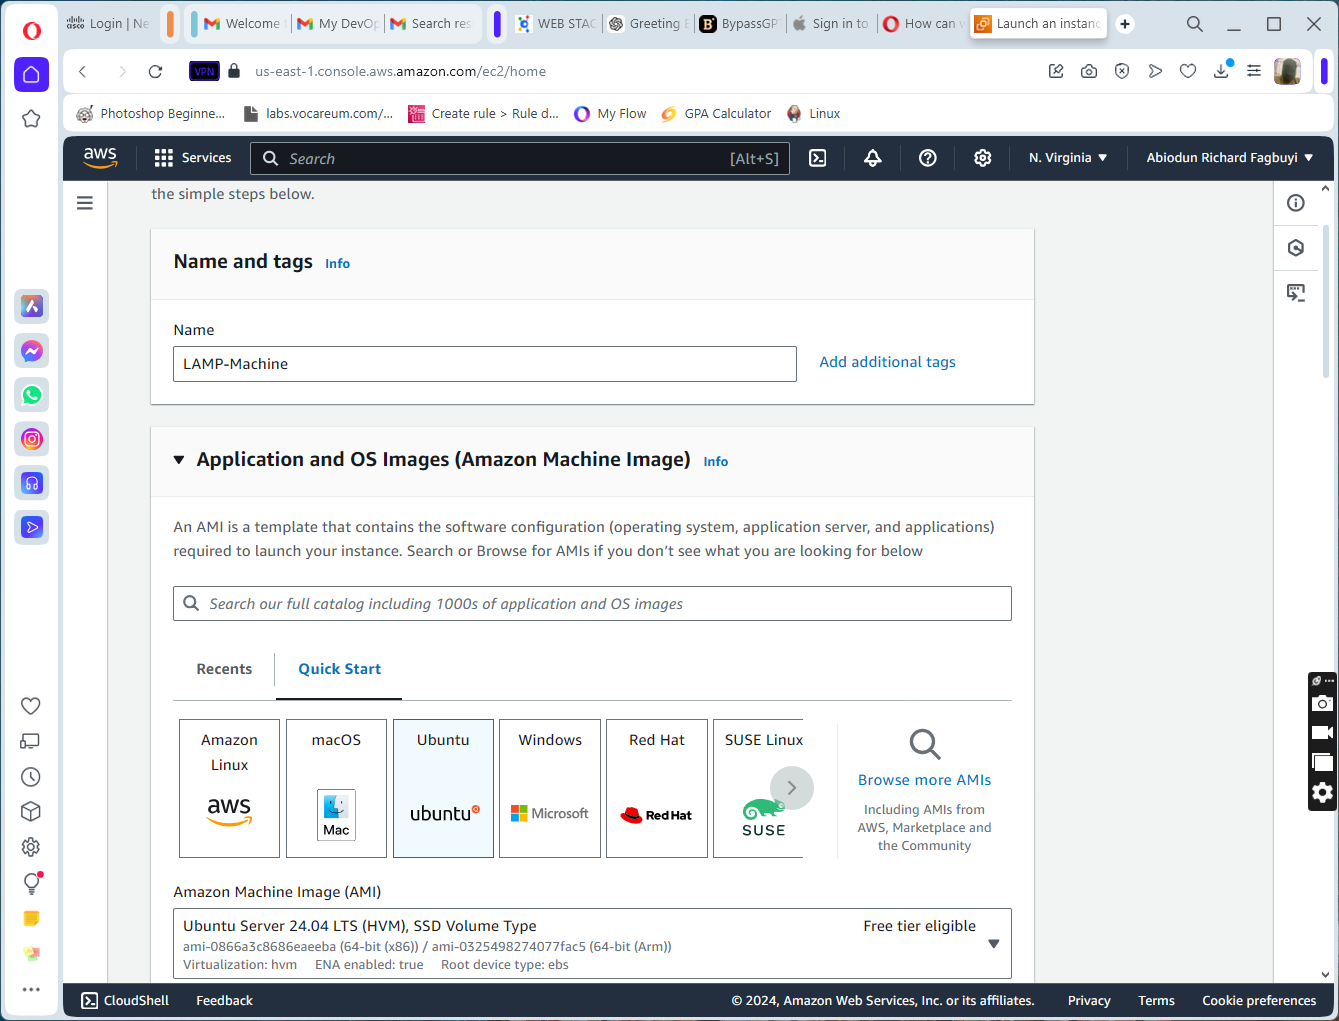 Login | Ne
Welcome
My DevOp
Search res
WEB STAC
Greeting E
BypassGP
Sign in to
How can
Launch an instanc
VPN
us-east-1.console.aws.amazon.com/ec2/home
Photoshop Beginne...
labs.vocareum.com/...
Create rule > Rule d...
My Flow
GPA Calculator
Linux
aws
Services
Search
[Alt+S]
N. Virginia
Abiodun Richard Fagbuyi
the simple steps below.
Name and tags Info
Name
LAMP-Machine
Add additional tags
Application and OS Images (Amazon Machine Image) Info
An AMI is a template that contains the software configuration (operating system, application server, and applications)
required to launch your instance. Search or Browse for AMIs if you don’t see what you are looking for below
Search our full catalog including 1000s of application and OS images
Recents
Quick Start
Amazon
Linux
aws
macOS
Mac
Ubuntu
ubuntu
Windows
Microsoft
Red Hat
Red Hat
SUSE Linux
SUSE
Browse more AMIs
Including AMIs from
AWS, Marketplace and
the Community
Amazon Machine Image (AMI)
Ubuntu Server 24.04 LTS (HVM), SSD Volume Type
Free tier eligible
ami-0866a3c8686eaeeba (64-bit (x86)) / ami-0325498274077fac5 (64-bit (Arm))
Virtualization: hvm ENA enabled: true Root device type: ebs
CloudShell
Feedback
© 2024, Amazon Web Services, Inc. or its affiliates.
Privacy
Terms
Cookie preferences